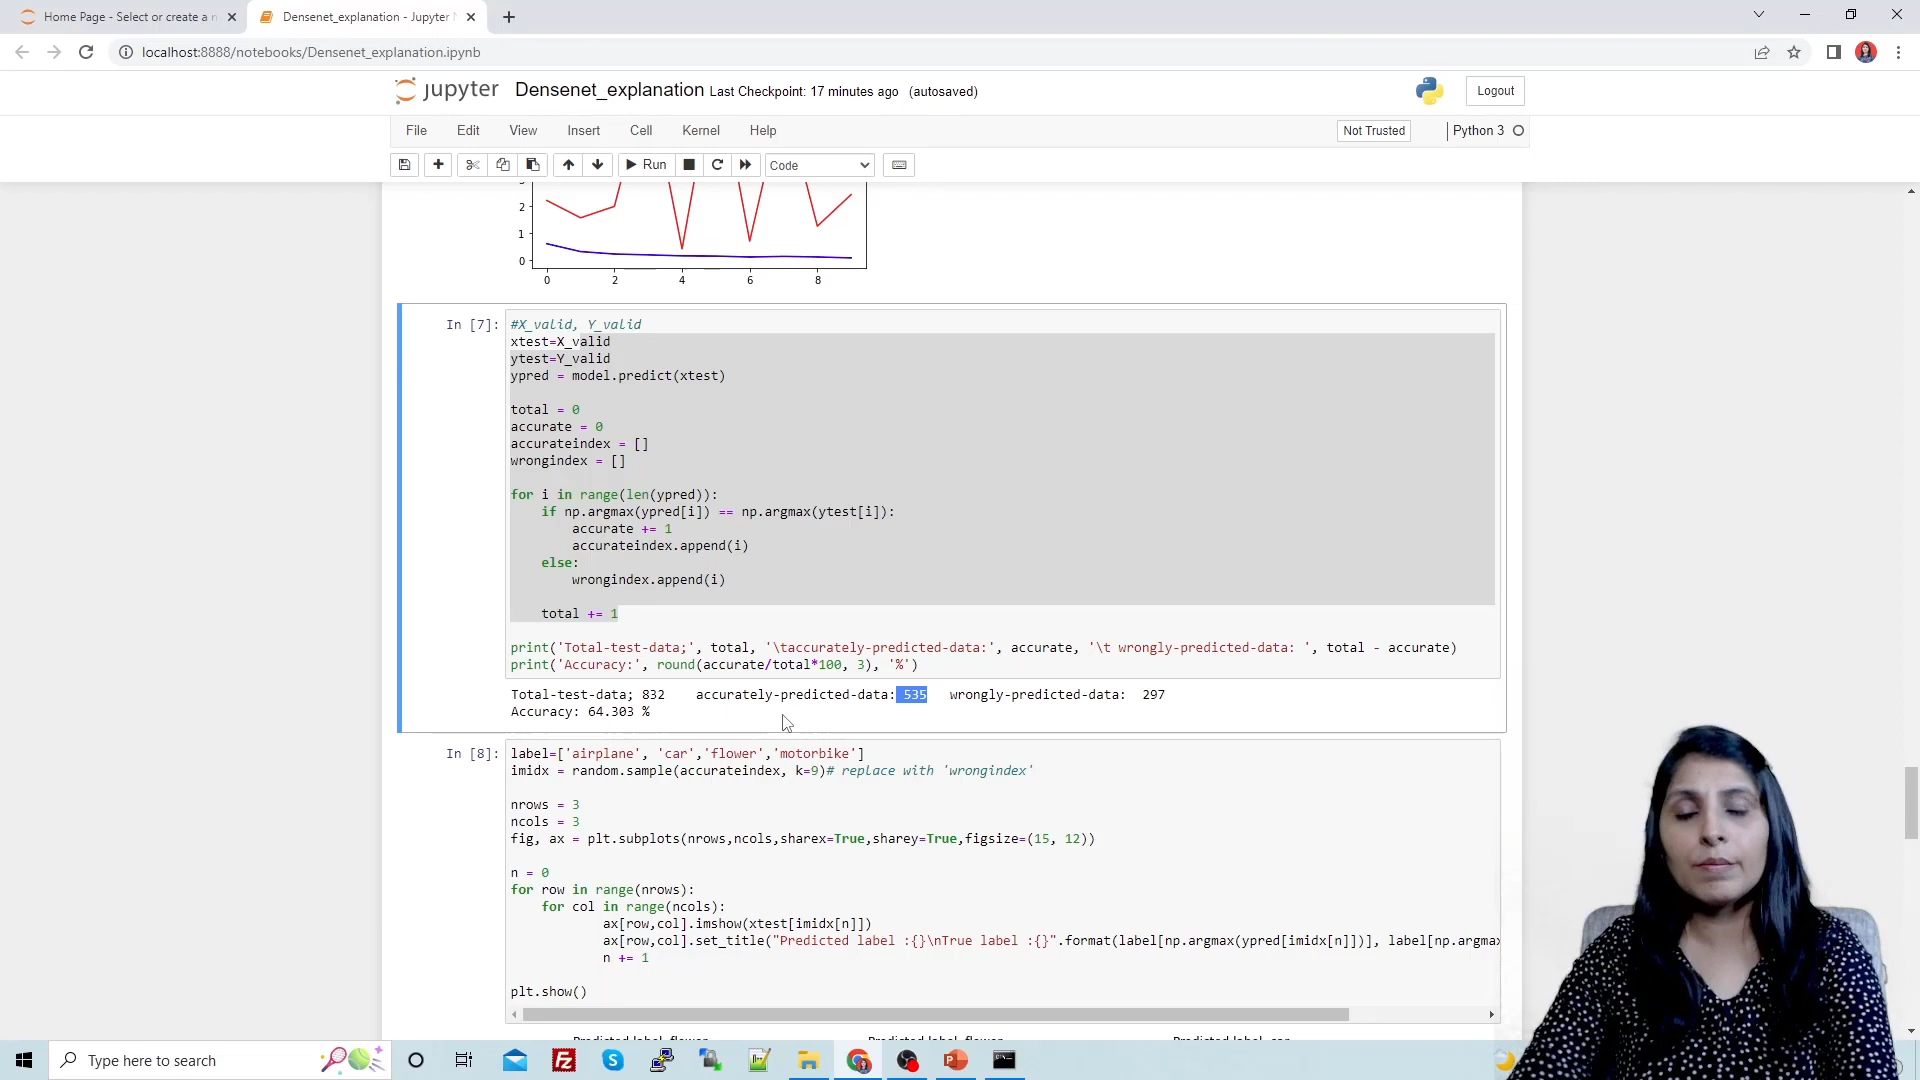 Home Page - Select or create a n
Densenet_explanation - Jupyter N
localhost:8888/notebooks/Densenet_explanation.ipynb
jupyter Densenet_explanation Last Checkpoint: 17 minutes ago (autosaved)
Logout
File Edit View Insert Cell Kernel Help
Not Trusted
Python 3
Run
Code
2
1
0
0 2 4 6 8
In [7]:
#X_valid, Y_valid
xtest=X_valid
ytest=Y_valid
ypred = model.predict(xtest)
total = 0
accurate = 0
accurateindex = []
wrongindex = []
for i in range(len(ypred)):
if np.argmax(ypred[i]) == np.argmax(ytest[i]):
accurate += 1
accurateindex.append(i)
else:
wrongindex.append(i)
total += 1
print('Total-test-data;', total, '\taccurately-predicted-data:', accurate, '\t wrongly-predicted-data: ', total - accurate)
print('Accuracy:', round(accurate/total*100, 3), '%')
Total-test-data; 832 accurately-predicted-data: 535 wrongly-predicted-data: 297
Accuracy: 64.303 %
In [8]:
label=['airplane', 'car','flower','motorbike']
imidx = random.sample(accurateindex, k=9)# replace with 'wrongindex'
nrows = 3
ncols = 3
fig, ax = plt.subplots(nrows,ncols,sharex=True,sharey=True,figsize=(15, 12))
n = 0
for row in range(nrows):
for col in range(ncols):
ax[row,col].imshow(xtest[imidx[n]])
ax[row,col].set_title("Predicted label :{}\nTrue label :{}".format(label[np.argmax(ypred[imidx[n]])], label[np.argmax
n += 1
plt.show()
Type here to search